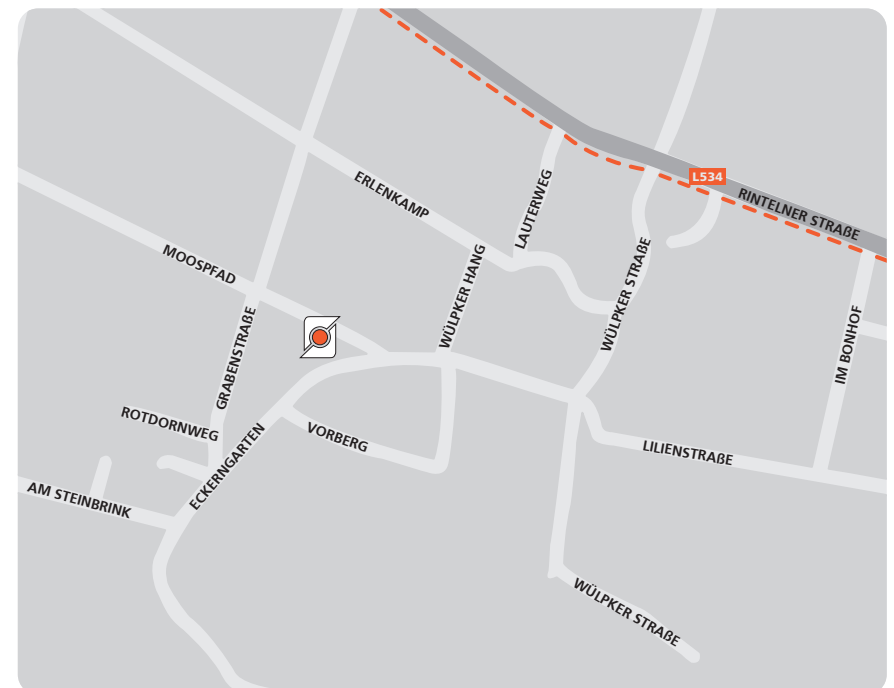 L534
RINTELNER STRAßE
ERLENKAMP
LAUTERWEG
MOOSPFAD
WÜLPKER HANG
WÜLPKER STRAßE
GRABENSTRAßE
IM BONHOF
ROTDORNWEG
VORBERG
ECKERNGARTEN
LILIENSTRAßE
AM STEINBRINK
WÜLPKER STRAßE